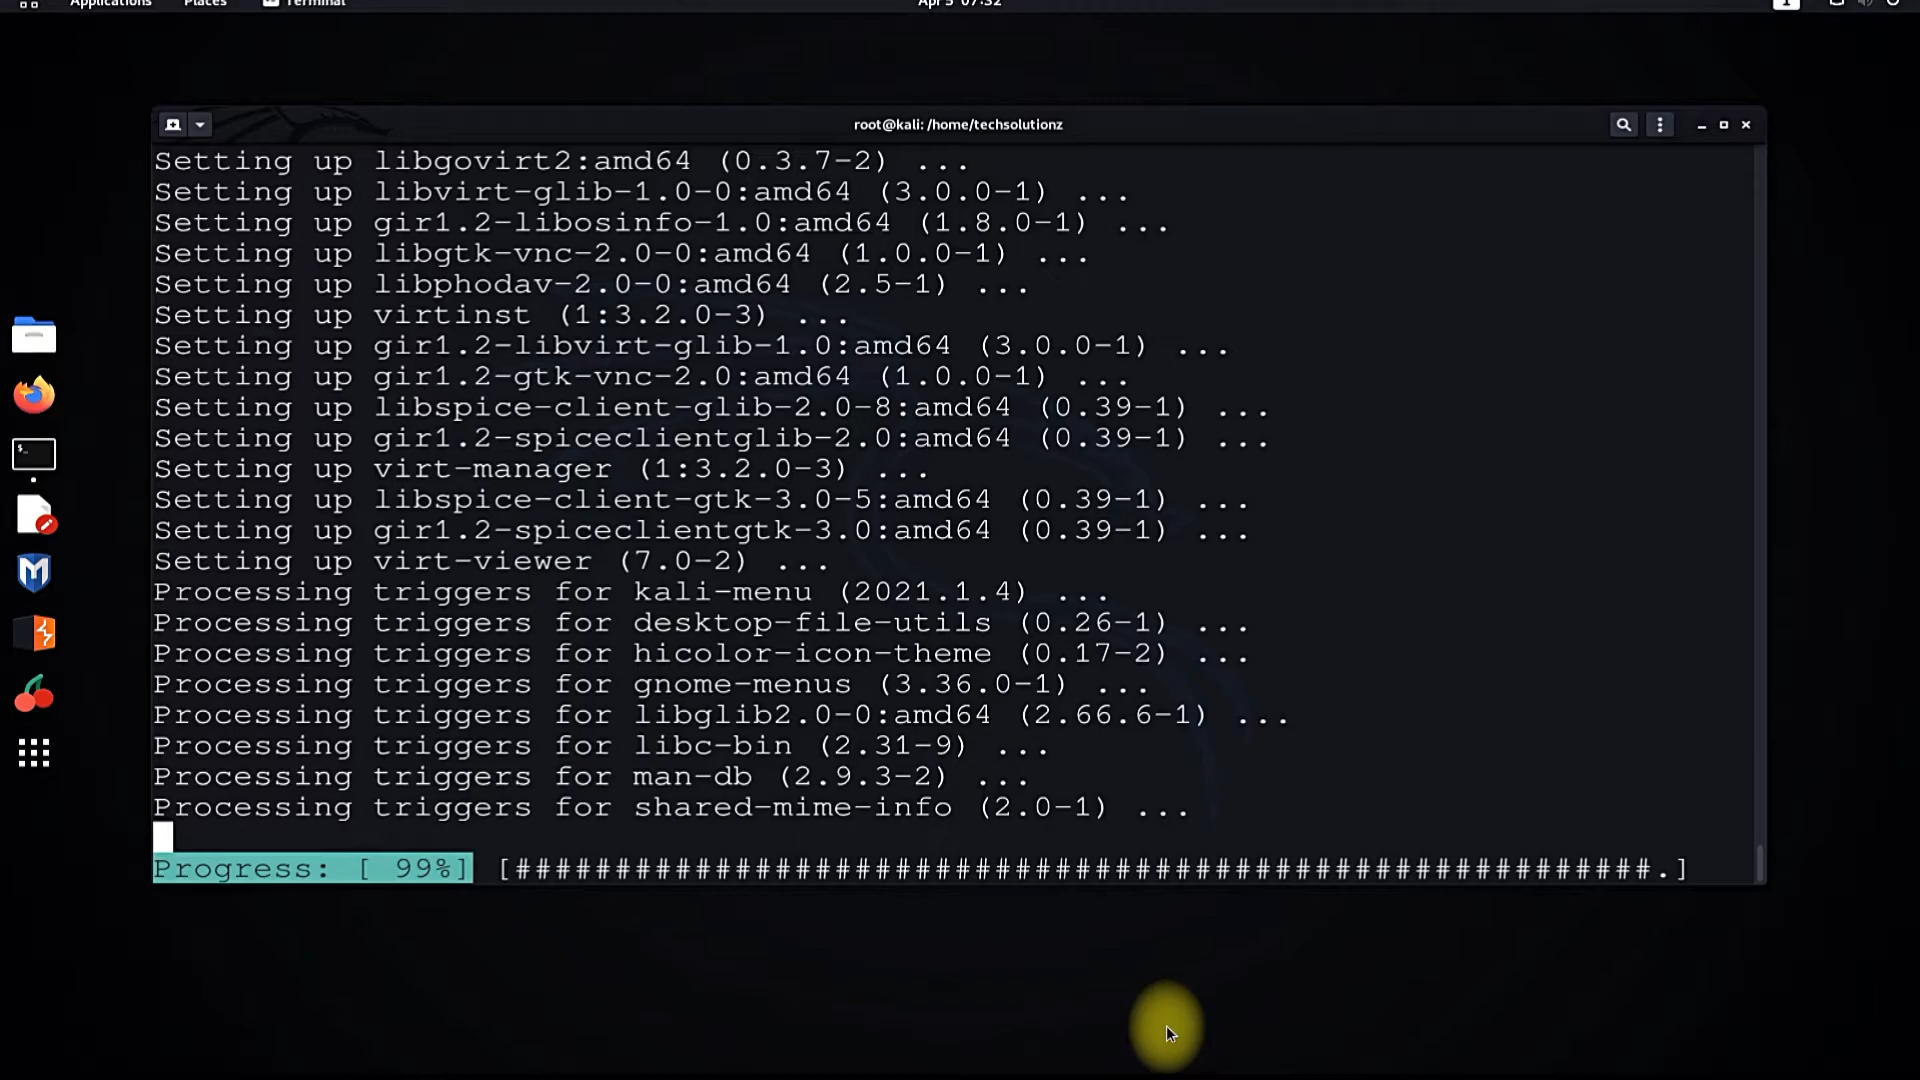 Applications Places Terminal Apr 5 07:32 1
root@kali: /home/techsolutionz
Setting up libgovirt2:amd64 (0.3.7-2) ...
Setting up libvirt-glib-1.0-0:amd64 (3.0.0-1) ...
Setting up gir1.2-libosinfo-1.0:amd64 (1.8.0-1) ...
Setting up libgtk-vnc-2.0-0:amd64 (1.0.0-1) ...
Setting up libphodav-2.0-0:amd64 (2.5-1) ...
Setting up virtinst (1:3.2.0-3) ...
Setting up gir1.2-libvirt-glib-1.0:amd64 (3.0.0-1) ...
Setting up gir1.2-gtk-vnc-2.0:amd64 (1.0.0-1) ...
Setting up libspice-client-glib-2.0-8:amd64 (0.39-1) ...
Setting up gir1.2-spiceclientglib-2.0:amd64 (0.39-1) ...
Setting up virt-manager (1:3.2.0-3) ...
Setting up libspice-client-gtk-3.0-5:amd64 (0.39-1) ...
Setting up gir1.2-spiceclientgtk-3.0:amd64 (0.39-1) ...
Setting up virt-viewer (7.0-2) ...
Processing triggers for kali-menu (2021.1.4) ...
Processing triggers for desktop-file-utils (0.26-1) ...
Processing triggers for hicolor-icon-theme (0.17-2) ...
Processing triggers for gnome-menus (3.36.0-1) ...
Processing triggers for libglib2.0-0:amd64 (2.66.6-1) ...
Processing triggers for libc-bin (2.31-9) ...
Processing triggers for man-db (2.9.3-2) ...
Processing triggers for shared-mime-info (2.0-1) ...
Progress: [ 99%] [#########################################################.]